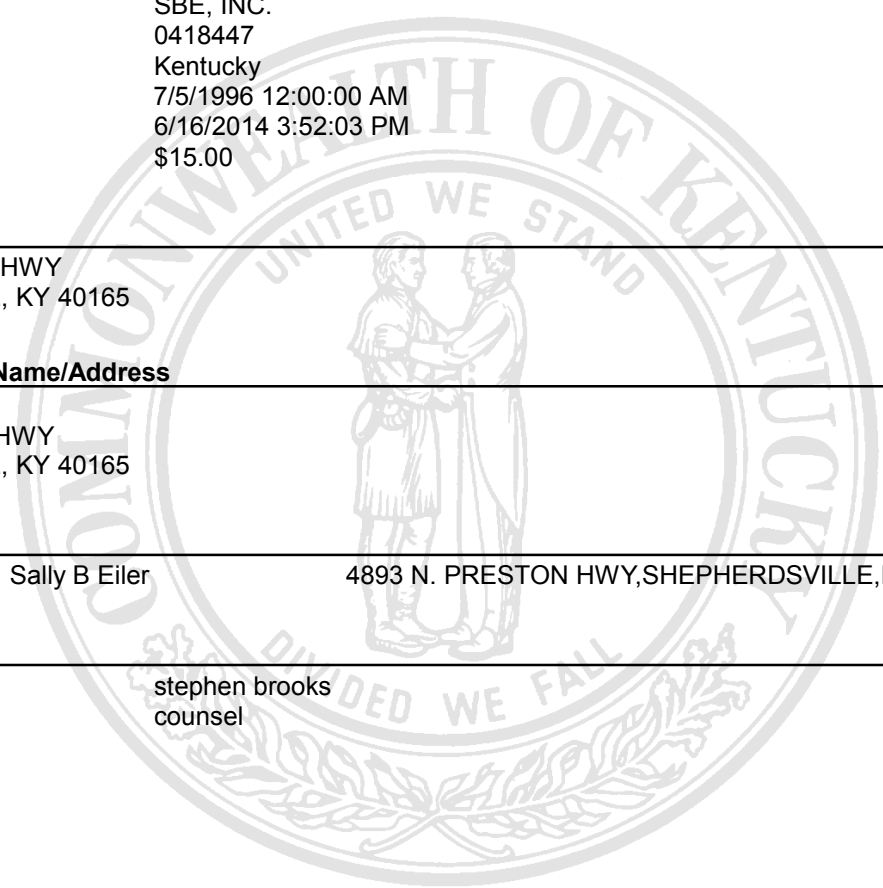 SBE, INC.
0418447
Kentucky
7/5/1996 12:00:00 AM
6/16/2014 3:52:03 PM
$15.00
HWY
, KY 40165
Name/Address
HWY
, KY 40165
Sally B Eiler 4893 N. PRESTON HWY,SHEPHERDSVILLE,
stephen brooks
counsel
COMMONWEALTH OF KENTUCKY
UNITED WE STAND
DIVIDED WE FALL